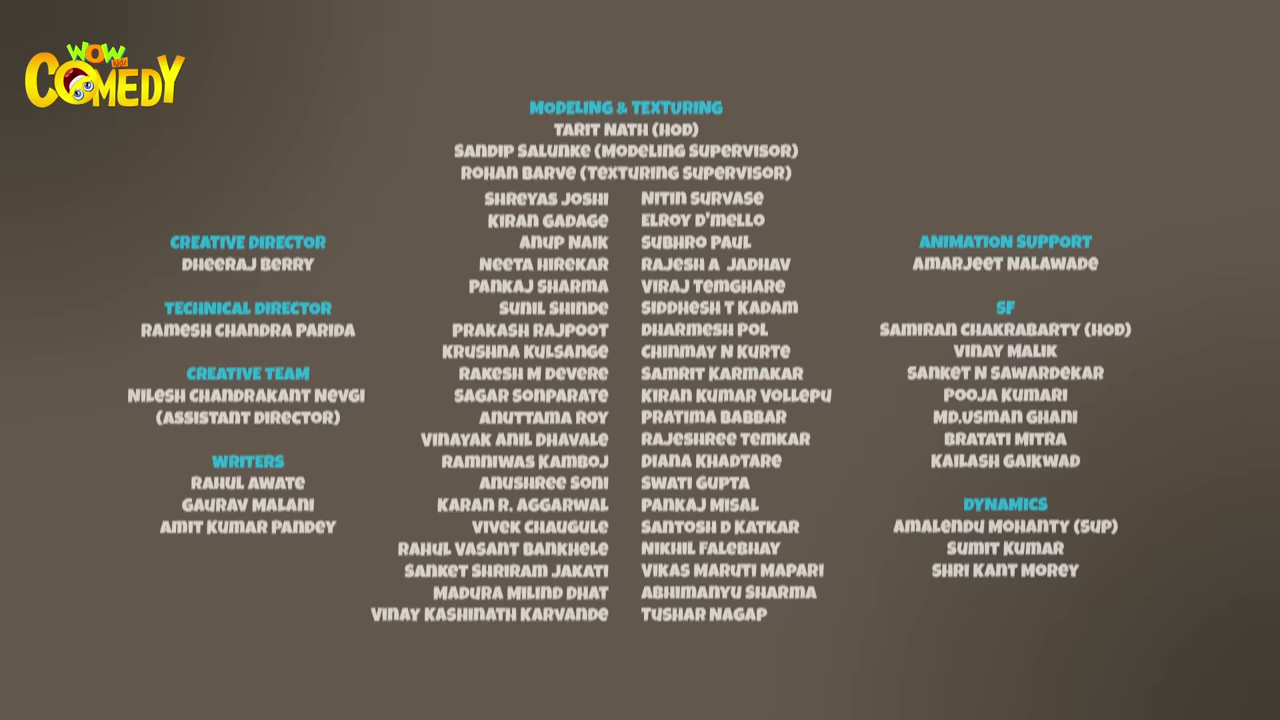 WOW
COMEDY
CREATIVE DIRECTOR
DHEERAJ BERRY
TECHNICAL DIRECTOR
RAMESH CHANDRA PARIDA
CREATIVE TEAM
NILESH CHANDRAKANT NEVGI
(ASSISTANT DIRECTOR)
WRITERS
RAHUL AWATE
GAURAV MALANI
AMIT KUMAR PANDEY
MODELING & TEXTURING
TARIT NATH (HOD)
SANDIP SALUNKE (MODELING SUPERVISOR)
ROHAN BARVE (TEXTURING SUPERVISOR)
SHREYAS JOSHI
KIRAN GADAGE
ANUP NAIK
NEETA HIREKAR
PANKAJ SHARMA
SUNIL SHINDE
PRAKASH RAJPOOT
KRUSHNA KULSANGE
RAKESH M DEVERE
SAGAR SONPARATE
ANUTTAMA ROY
VINAYAK ANIL DHAVALE
RAMNIWAS KAMBOJ
ANUSHREE SONI
KARAN R. AGGARWAL
VIVEK CHAUGULE
RAHUL VASANT BANKHELE
SANKET SHRIRAM JAKATI
MADURA MILIND DHAT
VINAY KASHINATH KARVANDE
NITIN SURVASE
ELROY D'MELLO
SUBHRO PAUL
RAJESH A JADHAV
VIRAJ TEMGHARE
SIDDHESH T KADAM
DHARMESH POL
CHINMAY N KURTE
SAMRIT KARMAKAR
KIRAN KUMAR VOLLEPU
PRATIMA BABBAR
RAJESHREE TEMKAR
DIANA KHADTARE
SWATI GUPTA
PANKAJ MISAL
SANTOSH D KATKAR
NIKHIL FALEBHAY
VIKAS MARUTI MAPARI
ABHIMANYU SHARMA
TUSHAR NAGAP
ANIMATION SUPPORT
AMARJEET NALAWADE
SF
SAMIRAN CHAKRABARTY (HOD)
VINAY MALIK
SANKET N SAWARDEKAR
POOJA KUMARI
MD.USMAN GHANI
BRATATI MITRA
KAILASH GAIKWAD
DYNAMICS
AMALENDU MOHANTY (SUP)
SUMIT KUMAR
SHRI KANT MOREY